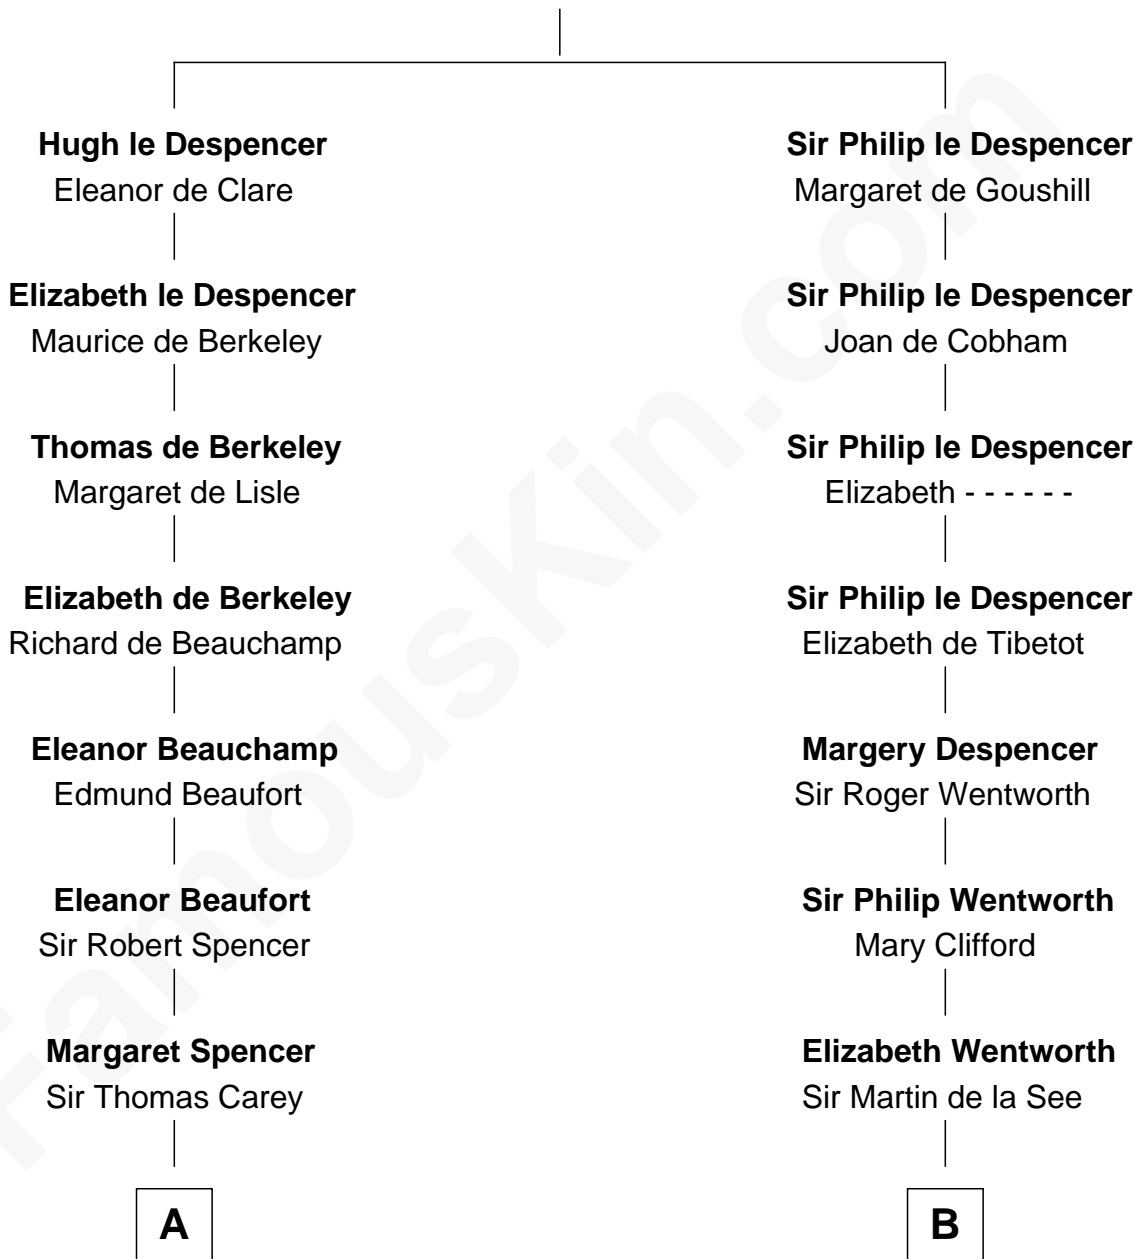 Hugh le Despencer
Eleanor de Clare
Elizabeth le Despencer
Maurice de Berkeley
Thomas de Berkeley
Margaret de Lisle
Elizabeth de Berkeley
Richard de Beauchamp
Eleanor Beauchamp
Edmund Beaufort
Eleanor Beaufort
Sir Robert Spencer
Margaret Spencer
Sir Thomas Carey
A
Sir Philip le Despencer
Margaret de Goushill
Sir Philip le Despencer
Joan de Cobham
Sir Philip le Despencer
Elizabeth - - - - - -
Sir Philip le Despencer
Elizabeth de Tibetot
Margery Despencer
Sir Roger Wentworth
Sir Philip Wentworth
Mary Clifford
Elizabeth Wentworth
Sir Martin de la See
B
FamousKin.com